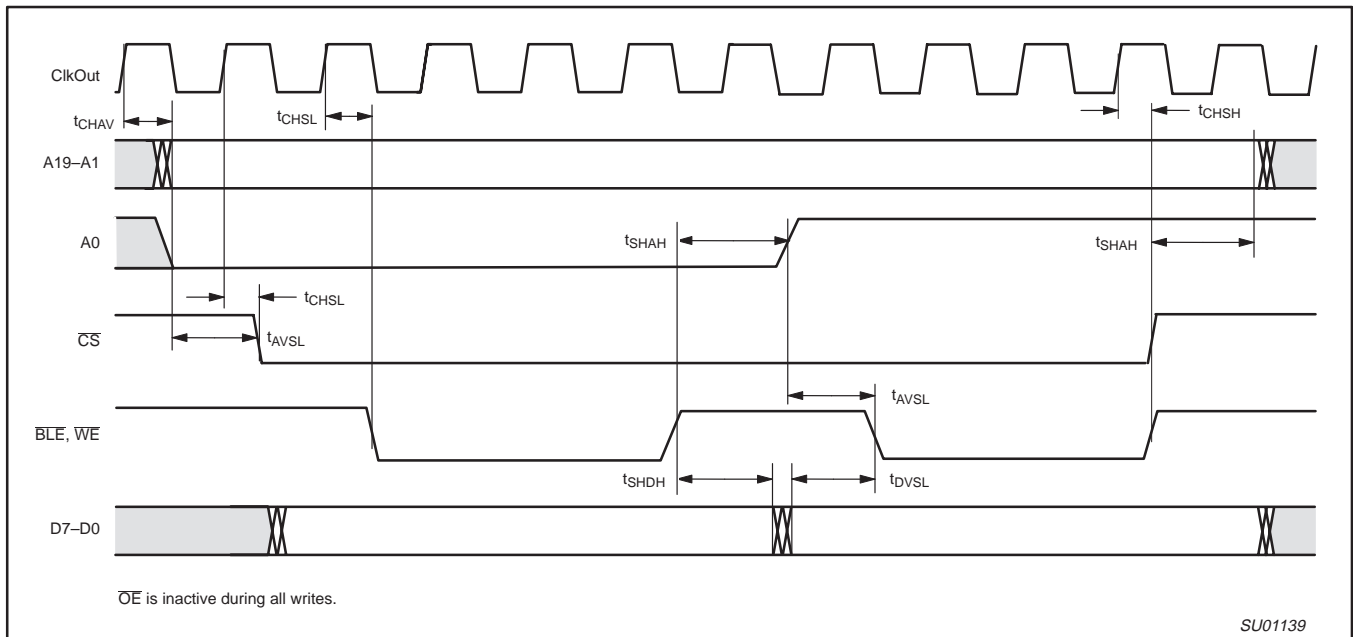 ClkOut
tCHAV
tCHSL
tCHSH
A19–A1
A0
tSHAH
tSHAH
tCHSL
CS
tAVSL
tAVSL
BLE, WE
tSHDH
tDVSL
D7–D0
OE is inactive during all writes.
SU01139